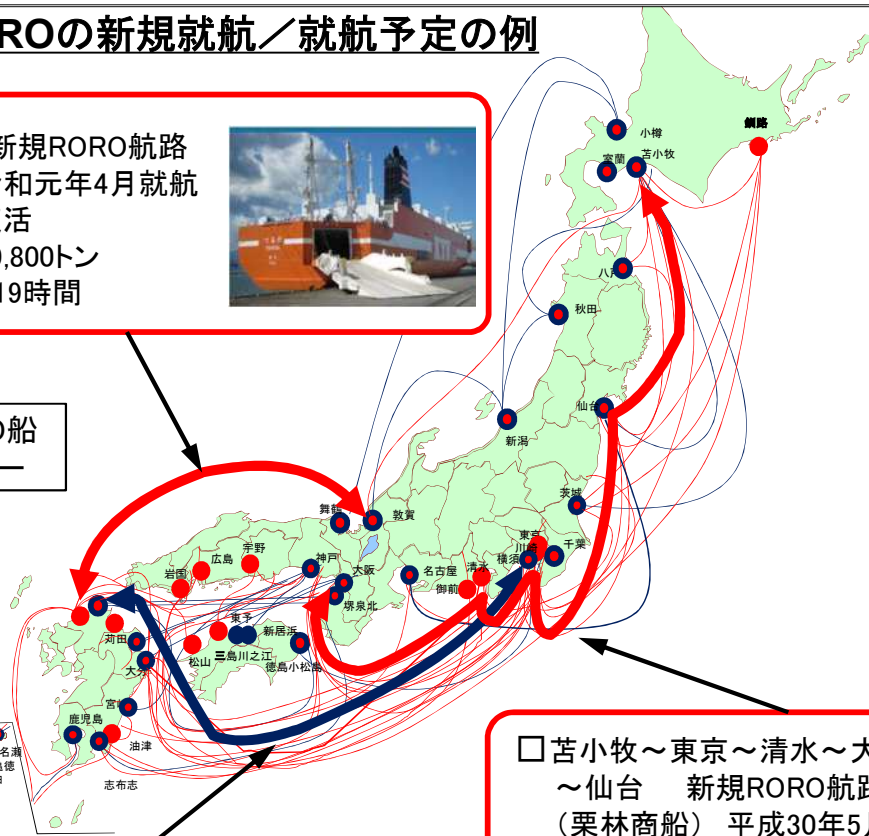 ROの新規就航／就航予定の例
新規RORO航路
和元年4月就航
活
,800トン
19時間
船
ー
小樽
釧路
室蘭
苫小牧
八戸
秋田
仙台
新潟
茨城
舞鶴
敦賀
東京
川崎
千葉
横須
宇野
広島
岩国
神戸
大阪
名古屋
清水
御前
堺泉北
東予
新居浜
松山
三島川之江
徳島小松島
苅田
大分
宮崎
鹿児島
油津
志布志
名瀬
徳
□苫小牧～東京～清水～大
～仙台 新規RORO航路
（栗林商船） 平成30年5月